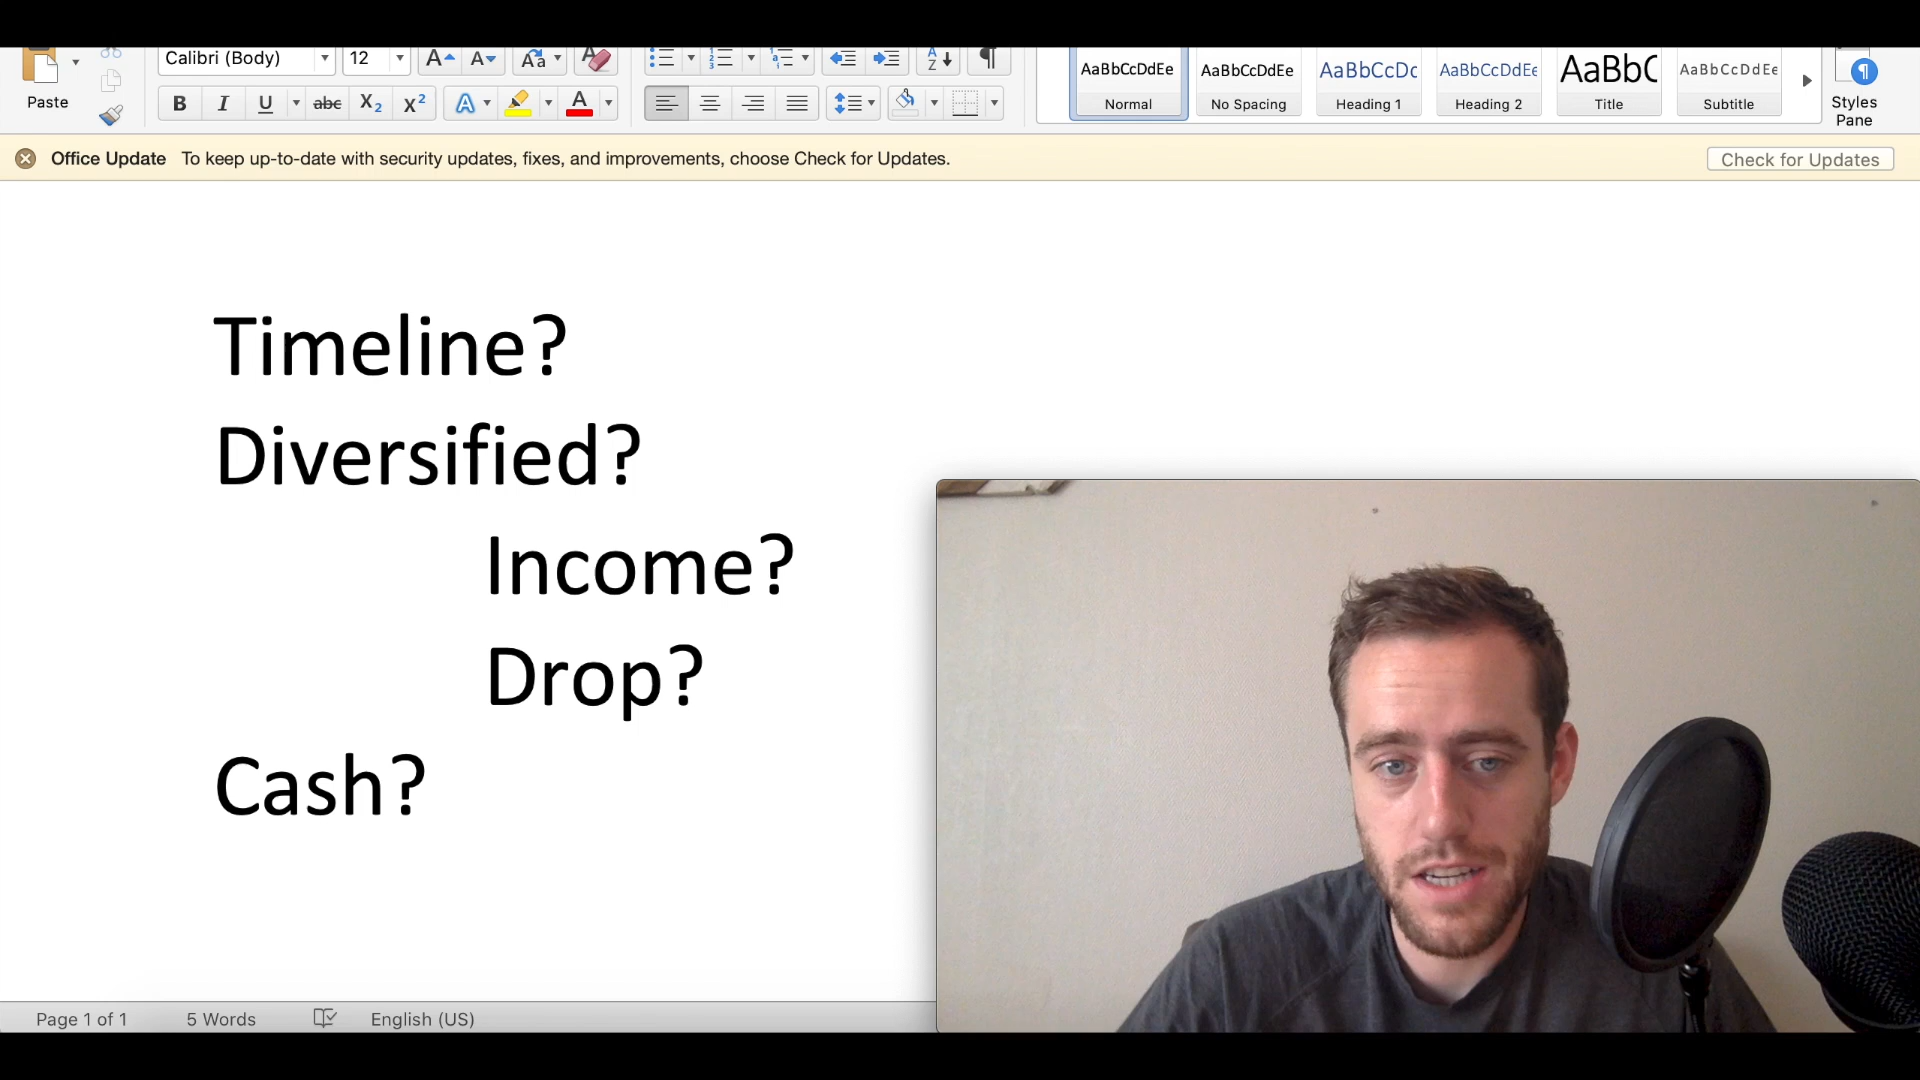 Calibri (Body) 12
Paste
B I U abc X2 X2 A A
AaBbCcDdEe AaBbCcDdEe AaBbCcDc AaBbCcDdEe AaBbC AaBbCcDdEe
Normal No Spacing Heading 1 Heading 2 Title Subtitle
Styles
Pane
Office Update To keep up-to-date with security updates, fixes, and improvements, choose Check for Updates.
Check for Updates
Timeline?
Diversified?
Income?
Drop?
Cash?
Page 1 of 1 5 Words English (US)